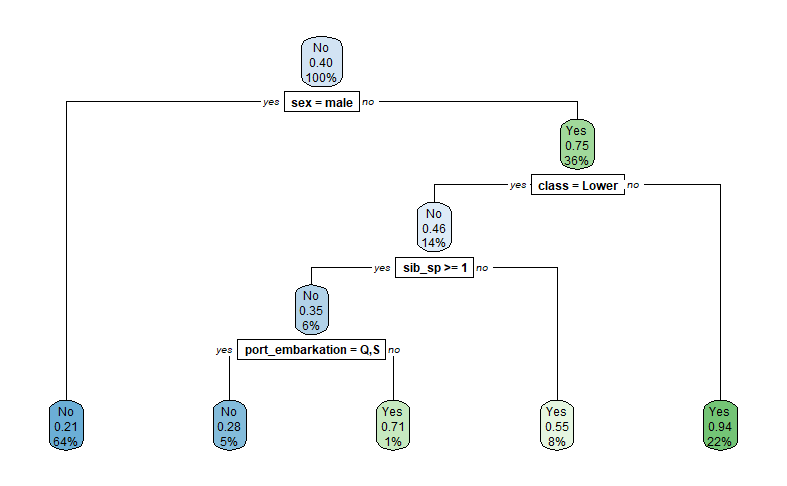 No
0.40
100%
yes sex = male no
Yes
0.75
36%
yes class = Lower no
No
0.46
14%
yes sib_sp >= 1 no
No
0.35
6%
yes port_embarkation = Q,S no
No
0.21
64%
No
0.28
5%
Yes
0.71
1%
Yes
0.55
8%
Yes
0.94
22%